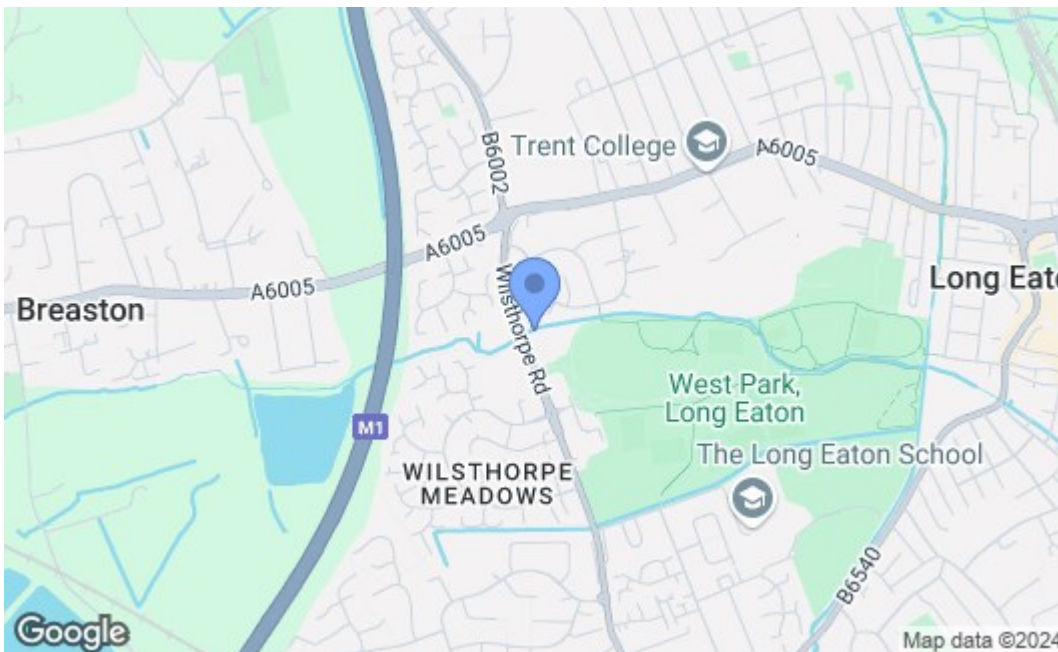 B6002
Trent College
A6005
A6005
Wilsthorpe Rd
A6005
Breaston
Long Eato
West Park,
Long Eaton
M1
The Long Eaton School
WILSTHORPE
MEADOWS
B6540
Google
Map data ©2024